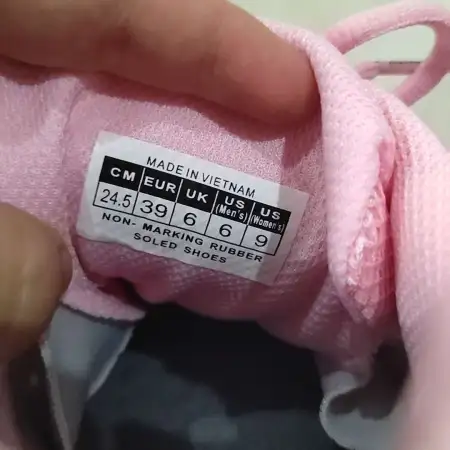 MADE IN VIETNAM
CM EUR UK US (Men's) US (Women's)
24.5 39 6 6 9
NON- MARKING RUBBER
SOLED SHOES